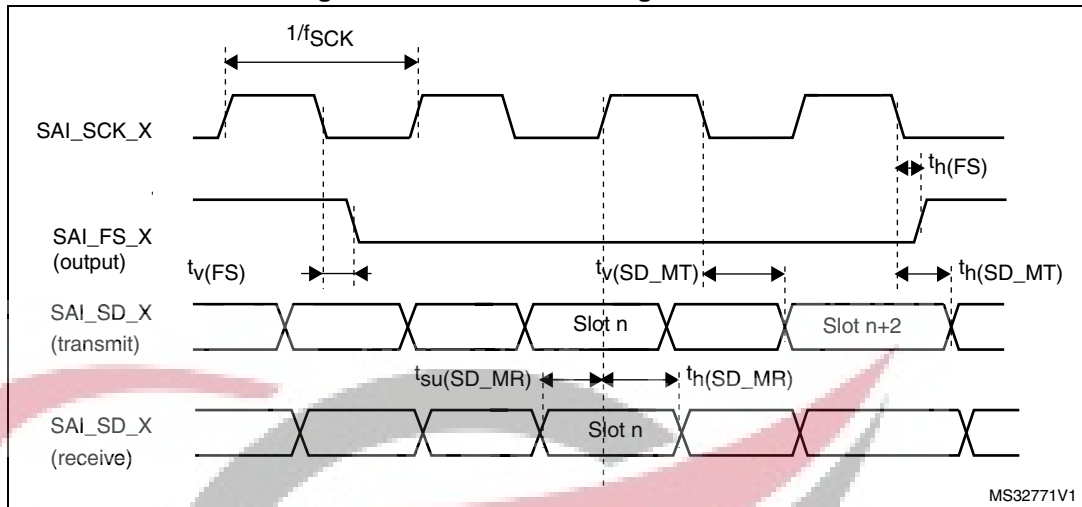 1/fSCK
SAI_SCK_X
th(FS)
SAI_FS_X
(output)
tv(FS)
tv(SD_MT)
th(SD_MT)
SAI_SD_X
(transmit)
Slot n
Slot n+2
tsu(SD_MR)
th(SD_MR)
SAI_SD_X
(receive)
Slot n
MS32771V1